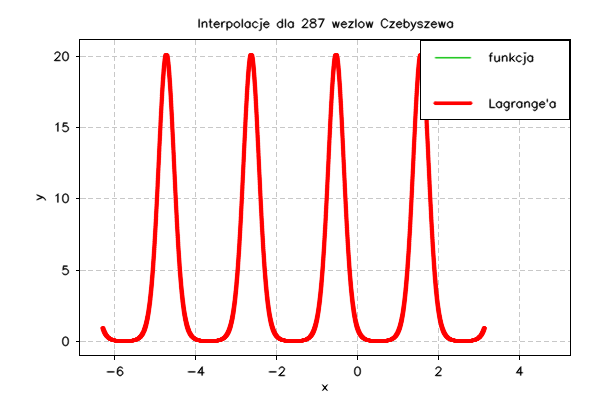 Interpolacje dla 287 wezlow Czebyszewa
funkcja
Lagrange'a
20
15
10
5
0
y
−6 −4 −2 0 2 4
x